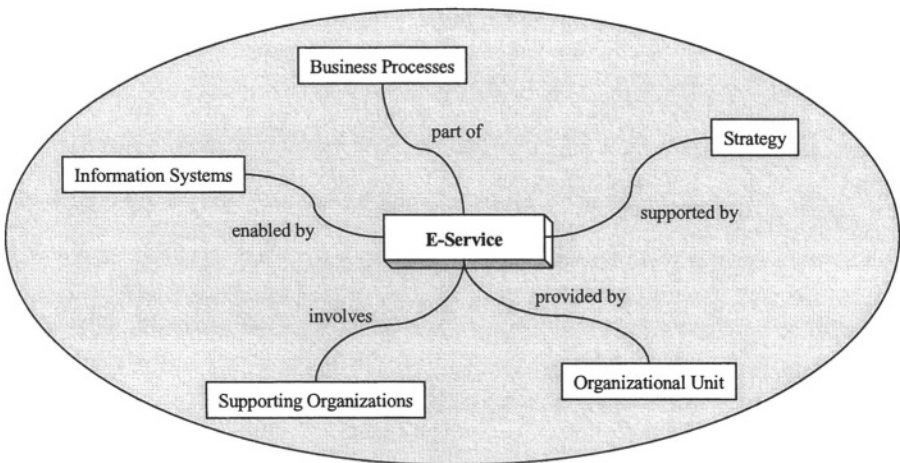 Business Processes
part of
Strategy
Information Systems
supported by
enabled by
E-Service
provided by
involves
Organizational Unit
Supporting Organizations